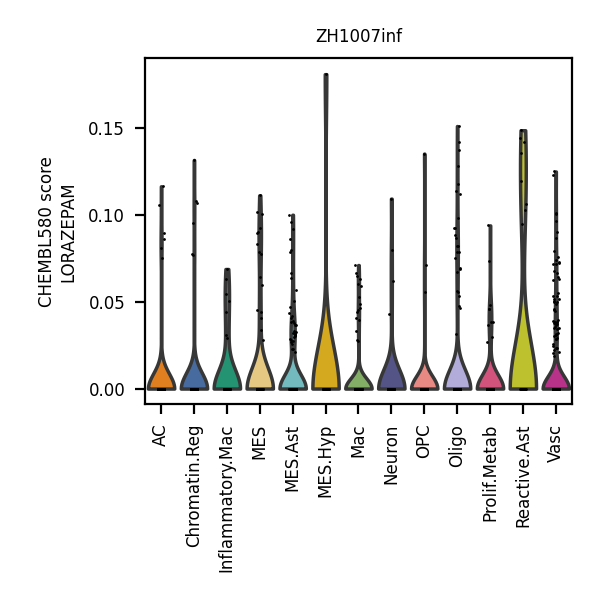 ZH1007inf
CHEMBL580 score
LORAZEPAM
0.15
0.10
0.05
0.00
AC
Chromatin.Reg
Inflammatory.Mac
MES
MES.Ast
MES.Hyp
Mac
Neuron
OPC
Oligo
Prolif.Metab
Reactive.Ast
Vasc